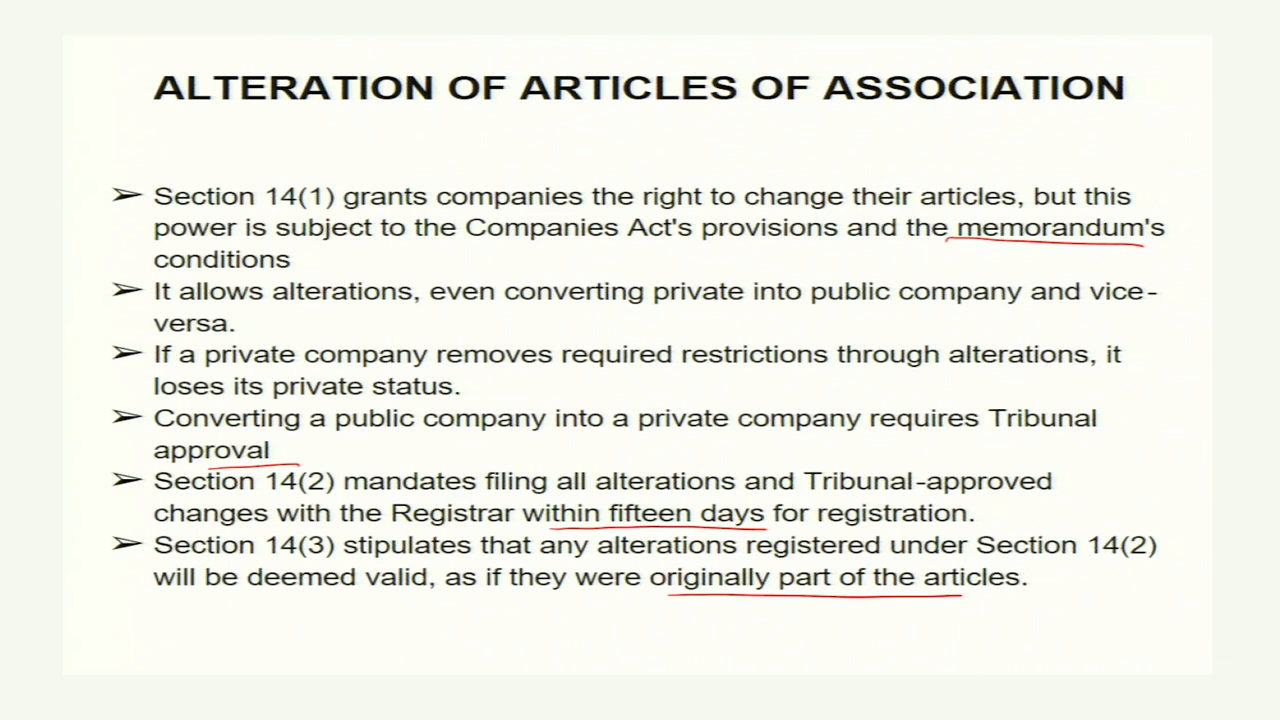 ALTERATION OF ARTICLES OF ASSOCIATION
➢ Section 14(1) grants companies the right to change their articles, but this
power is subject to the Companies Act's provisions and the memorandum's
conditions
➢ It allows alterations, even converting private into public company and vice-
versa.
➢ If a private company removes required restrictions through alterations, it
loses its private status.
➢ Converting a public company into a private company requires Tribunal
approval
➢ Section 14(2) mandates filing all alterations and Tribunal-approved
changes with the Registrar within fifteen days for registration.
➢ Section 14(3) stipulates that any alterations registered under Section 14(2)
will be deemed valid, as if they were originally part of the articles.